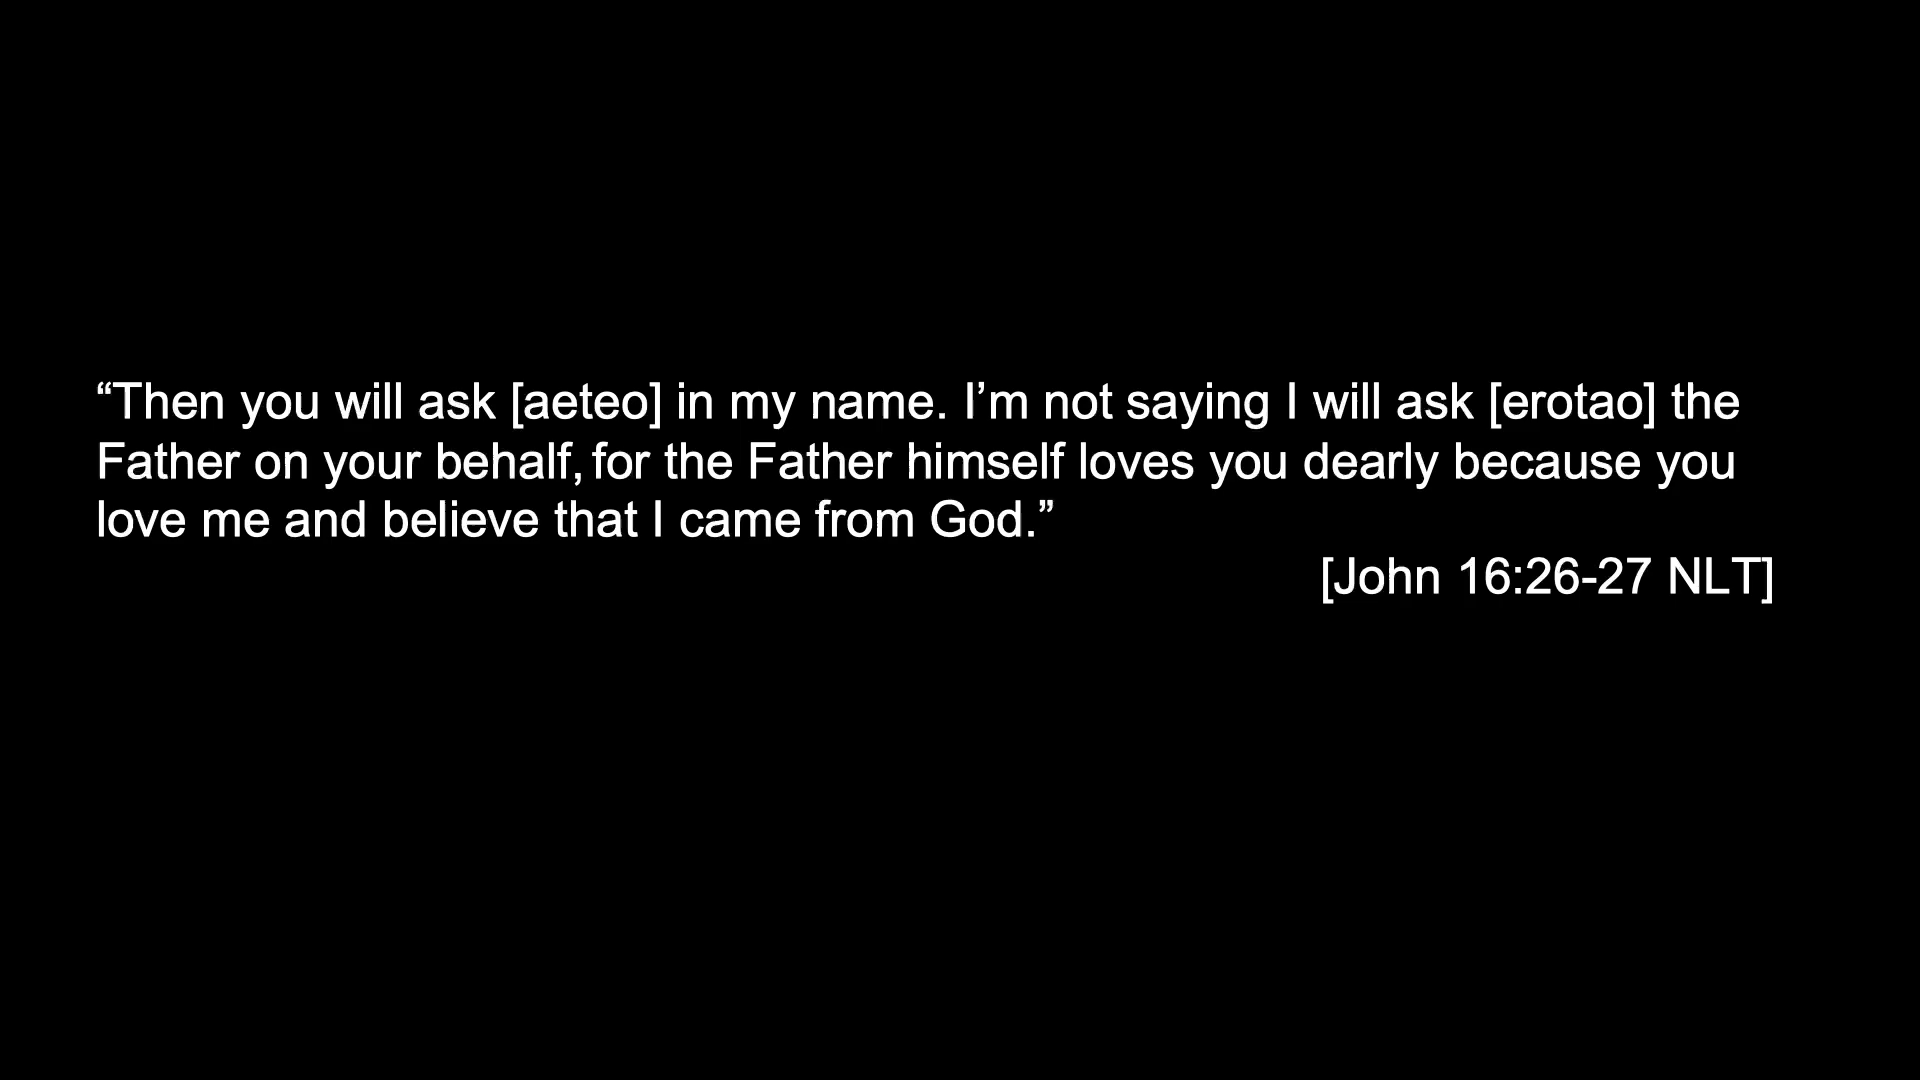 “Then you will ask [aeteo] in my name. I’m not saying I will ask [erotao] the
Father on your behalf, for the Father himself loves you dearly because you
love me and believe that I came from God.”
[John 16:26-27 NLT]